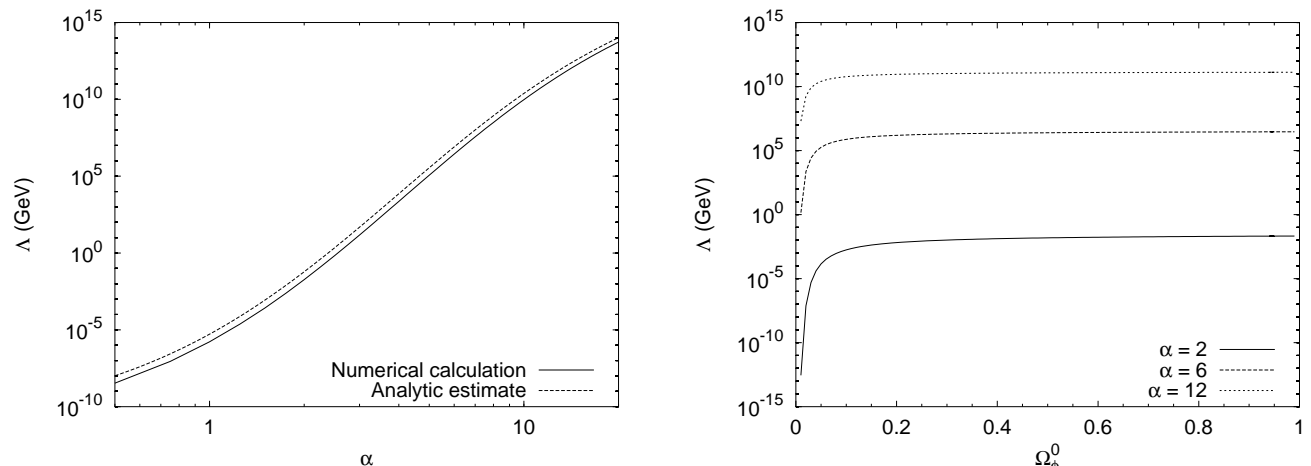 10^15
10^10
10^5
10^0
10^-5
10^-10
1
10
Λ (GeV)
α
Numerical calculation
Analytic estimate
10^15
10^10
10^5
10^0
10^-5
10^-10
10^-15
0
0.2
0.4
0.6
0.8
1
Λ (GeV)
Ω_ϕ^0
α = 2
α = 6
α = 12